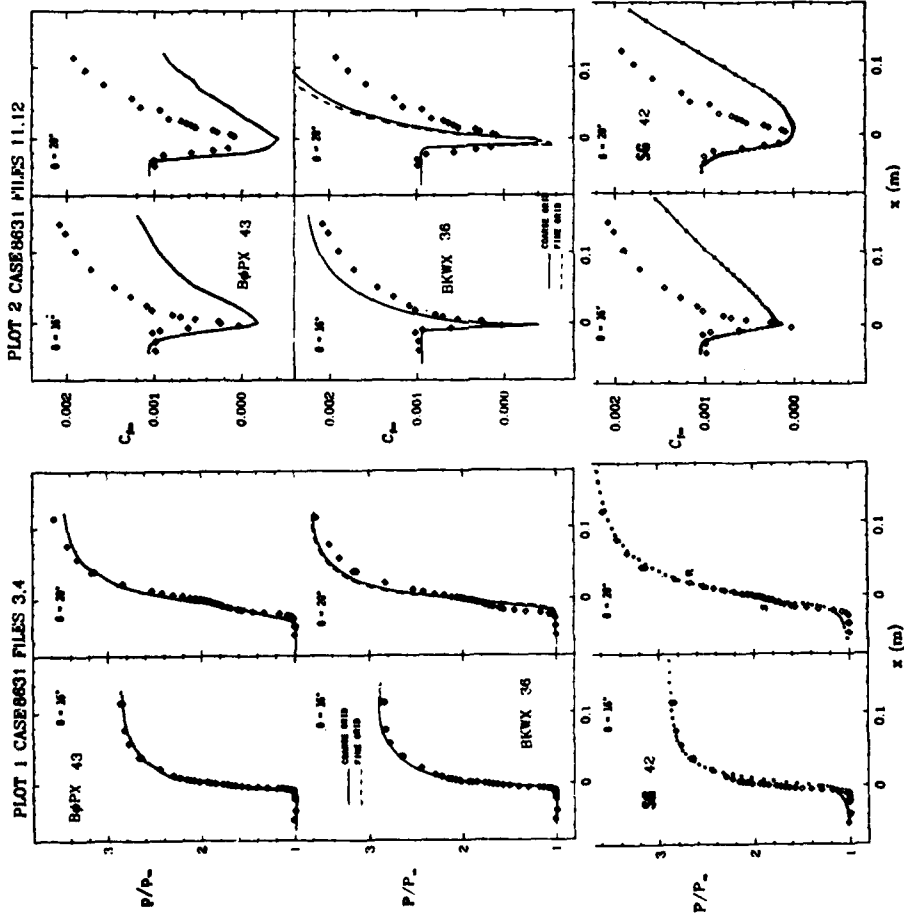 PLOT 1 CASE8631 FILES 3,4
BøPX 43
θ = 16°
θ = 20°
P/P∞
3
2
1
COARSE GRID
FINE GRID
θ = 16°
θ = 20°
BKWX 36
P/P∞
3
2
1
0
0.1
0
0.1
θ = 16°
SG 42
θ = 20°
P/P∞
3
2
1
0
0.1
0
0.1
x (m)
PLOT 2 CASE8631 FILES 11,12
θ = 16°
BøPX 43
θ = 20°
Cf∞
0.002
0.001
0.000
θ = 16°
BKWX 36
θ = 20°
COARSE GRID
FINE GRID
Cf∞
0.002
0.001
0.000
0
0.1
0
0.1
θ = 16°
θ = 20°
SG 42
Cf∞
0.002
0.001
0.000
0
0.1
0
0.1
x (m)